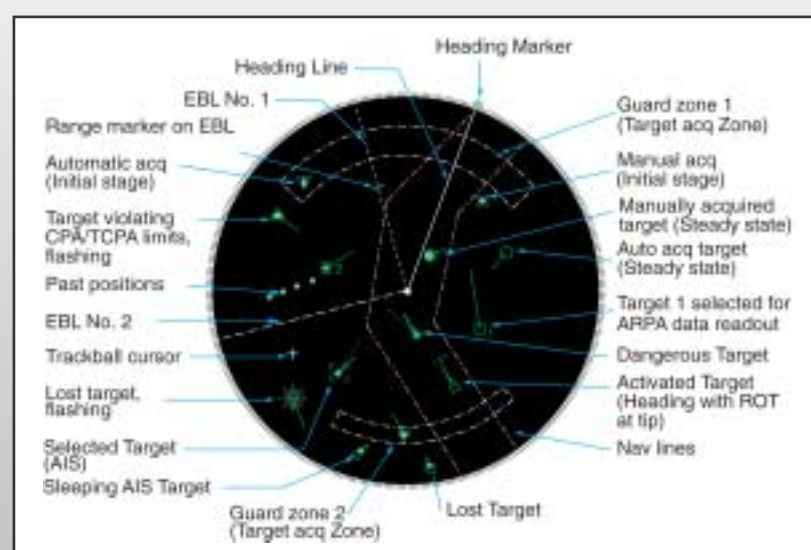 Heading Marker
Heading Line
EBL No. 1
Range marker on EBL
Automatic acq
(Initial stage)
Target violating
CPA/TCPA limits,
flashing
Past positions
EBL No. 2
Trackball cursor
Lost target,
flashing
Selected Target
(AIS)
Sleeping AIS Target
Guard zone 2
(Target acq Zone)
Lost Target
Guard zone 1
(Target acq Zone)
Manual acq
(Initial stage)
Manually acquired
target (Steady state)
Auto acq target
(Steady state)
Target 1 selected for
ARPA data readout
Dangerous Target
Activated Target
(Heading with ROT
at tip)
Nav lines